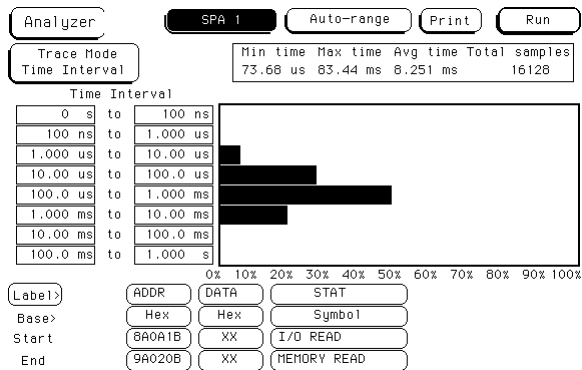 Analyzer SPA 1 Auto-range Print Run
Trace Mode
Time Interval
Min time Max time Avg time Total samples
73.68 us 83.44 ms 8.251 ms 16128
Time Interval
0 s to 100 ns
100 ns to 1.000 us
1.000 us to 10.00 us
10.00 us to 100.0 us
100.0 us to 1.000 ms
1.000 ms to 10.00 ms
10.00 ms to 100.0 ms
100.0 ms to 1.000 s
0% 10% 20% 30% 40% 50% 60% 70% 80% 90% 100%
Label> ADDR DATA STAT
Base> Hex Hex Symbol
Start 8A0A1B XX I/O READ
End 9A020B XX MEMORY READ